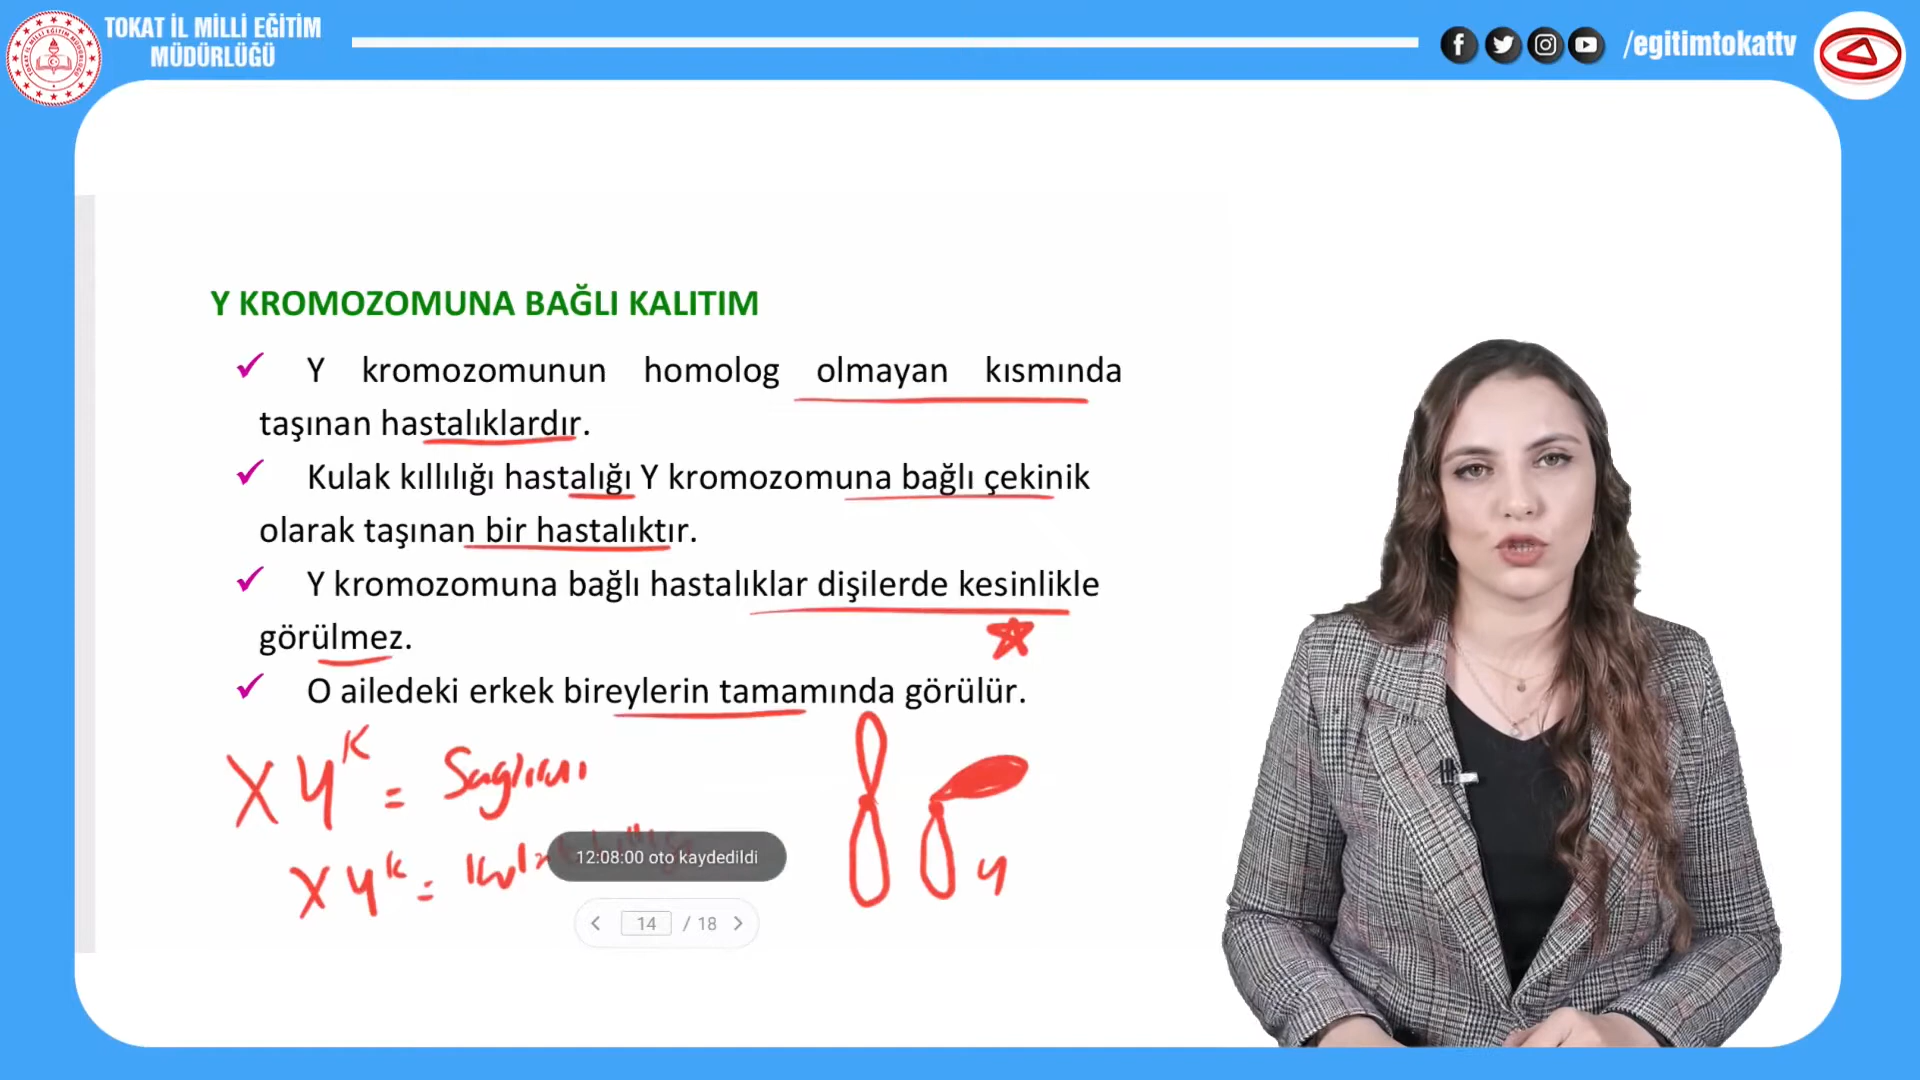 TOKAT İL MİLLİ EĞİTİM
MÜDÜRLÜĞÜ
/egitimtokattv
Y KROMOZOMUNA BAĞLI KALITIM
✓ Y kromozomunun homolog olmayan kısmında
taşınan hastalıklardır.
✓ Kulak kıllılığı hastalığı Y kromozomuna bağlı çekinik
olarak taşınan bir hastalıktır.
✓ Y kromozomuna bağlı hastalıklar dişilerde kesinlikle
görülmez.
✓ O ailedeki erkek bireylerin tamamında görülür.
X Y^K = Sağlam
X Y^k =
12:08:00 oto kaydedildi
Y
14 / 18